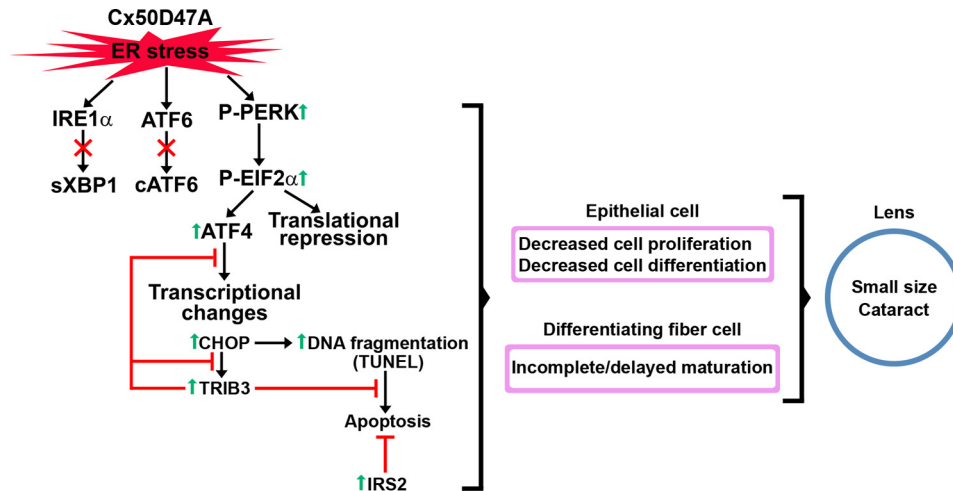 Cx50D47A
ER stress
IRE1α
ATF6
P-PERK↑
sXBP1
cATF6
P-EIF2α↑
↑ATF4
Translational
repression
Transcriptional
changes
↑CHOP
↑DNA fragmentation
(TUNEL)
↑TRIB3
Apoptosis
↑IRS2
Epithelial cell
Decreased cell proliferation
Decreased cell differentiation
Differentiating fiber cell
Incomplete/delayed maturation
Lens
Small size
Cataract